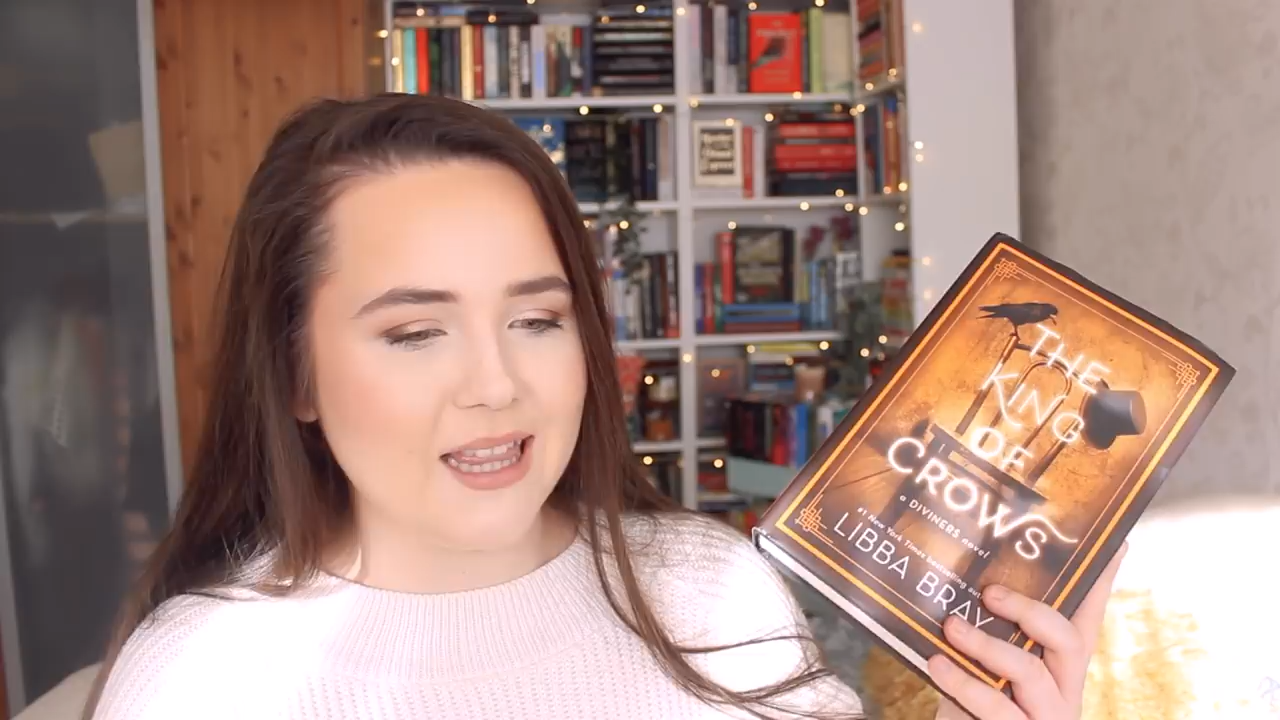 THE
KING
OF
CROWS
a DIVINERS novel
#1 New York Times bestselling
LIBBA BRAY